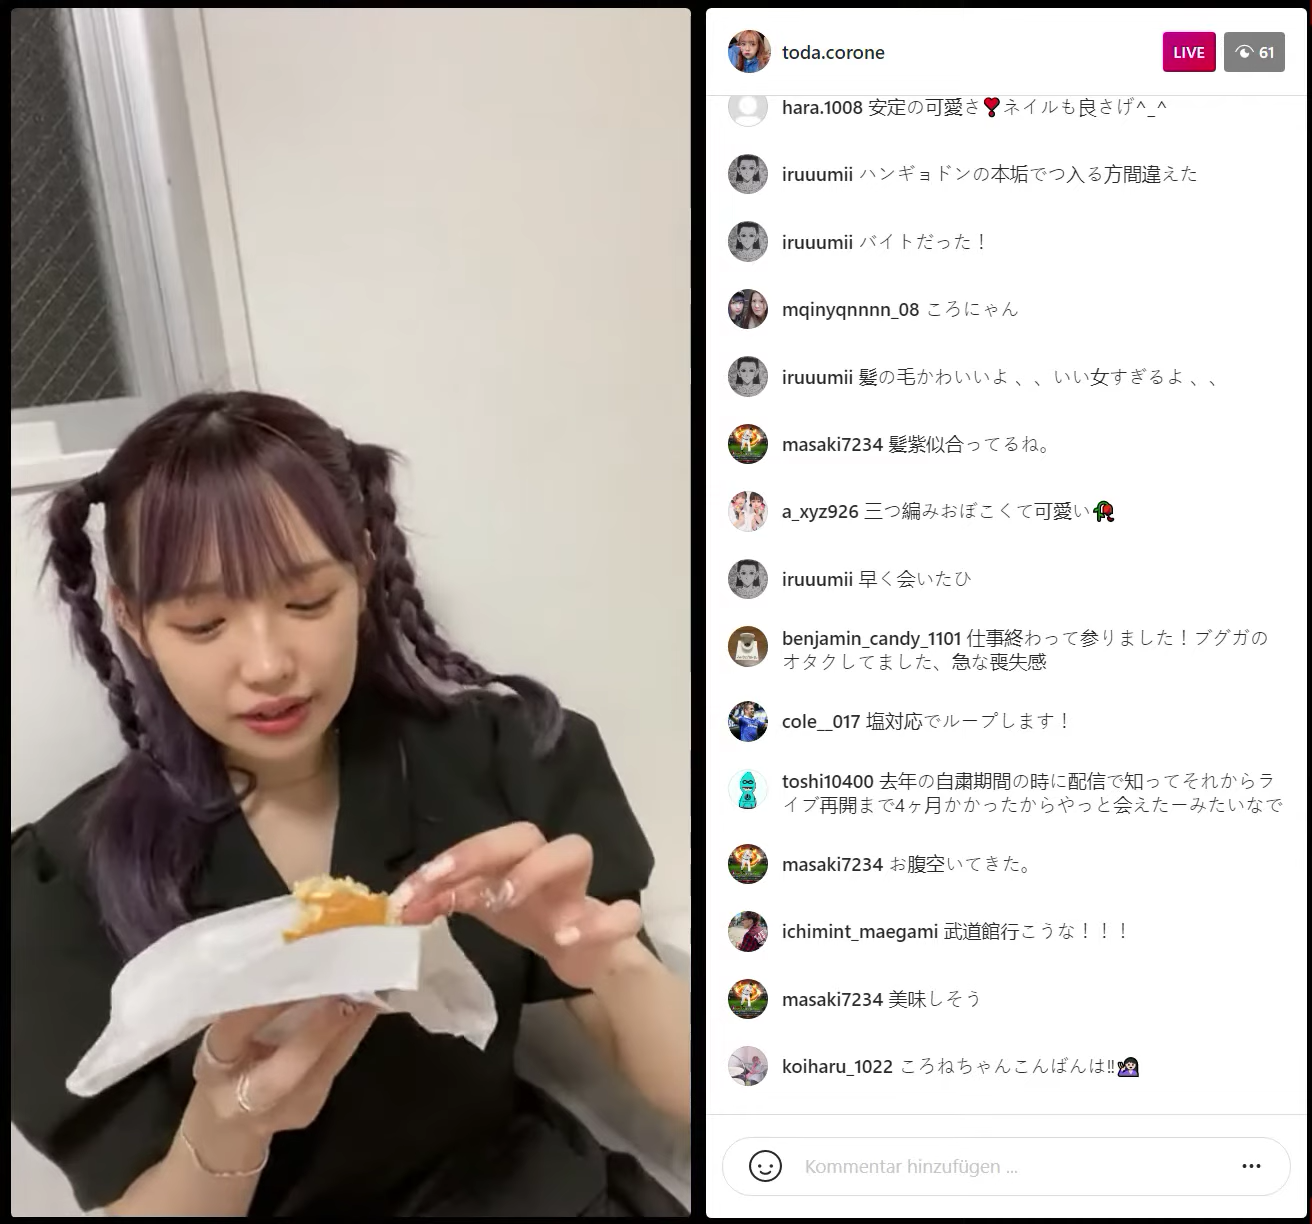 toda.corone
LIVE
61
hara.1008 安定の可愛さ❣️ネイルも良さげ^_^
iruuumii ハンギョドンの本垢でつ入る方間違えた
iruuumii バイトだった！
mqinyqnnnn_08 ころにゃん
iruuumii 髪の毛かわいいよ 、、いい女すぎるよ 、、
masaki7234 髪紫似合ってるね。
a_xyz926 三つ編みおぼこくて可愛い🥀
iruuumii 早く会いたひ
benjamin_candy_1101 仕事終わって参りました！ブグガの
オタクしてました、急な喪失感
cole__017 塩対応でループします！
toshi10400 去年の自粛期間の時に配信で知ってそれからラ
イブ再開まで4ヶ月かかったからやっと会えたーみたいなで
masaki7234 お腹空いてきた。
ichimint_maegami 武道館行こうな！！！
masaki7234 美味しそう
koiharu_1022 ころねちゃんこんばんは‼️🙋🏻‍♀️
Kommentar hinzufügen ...